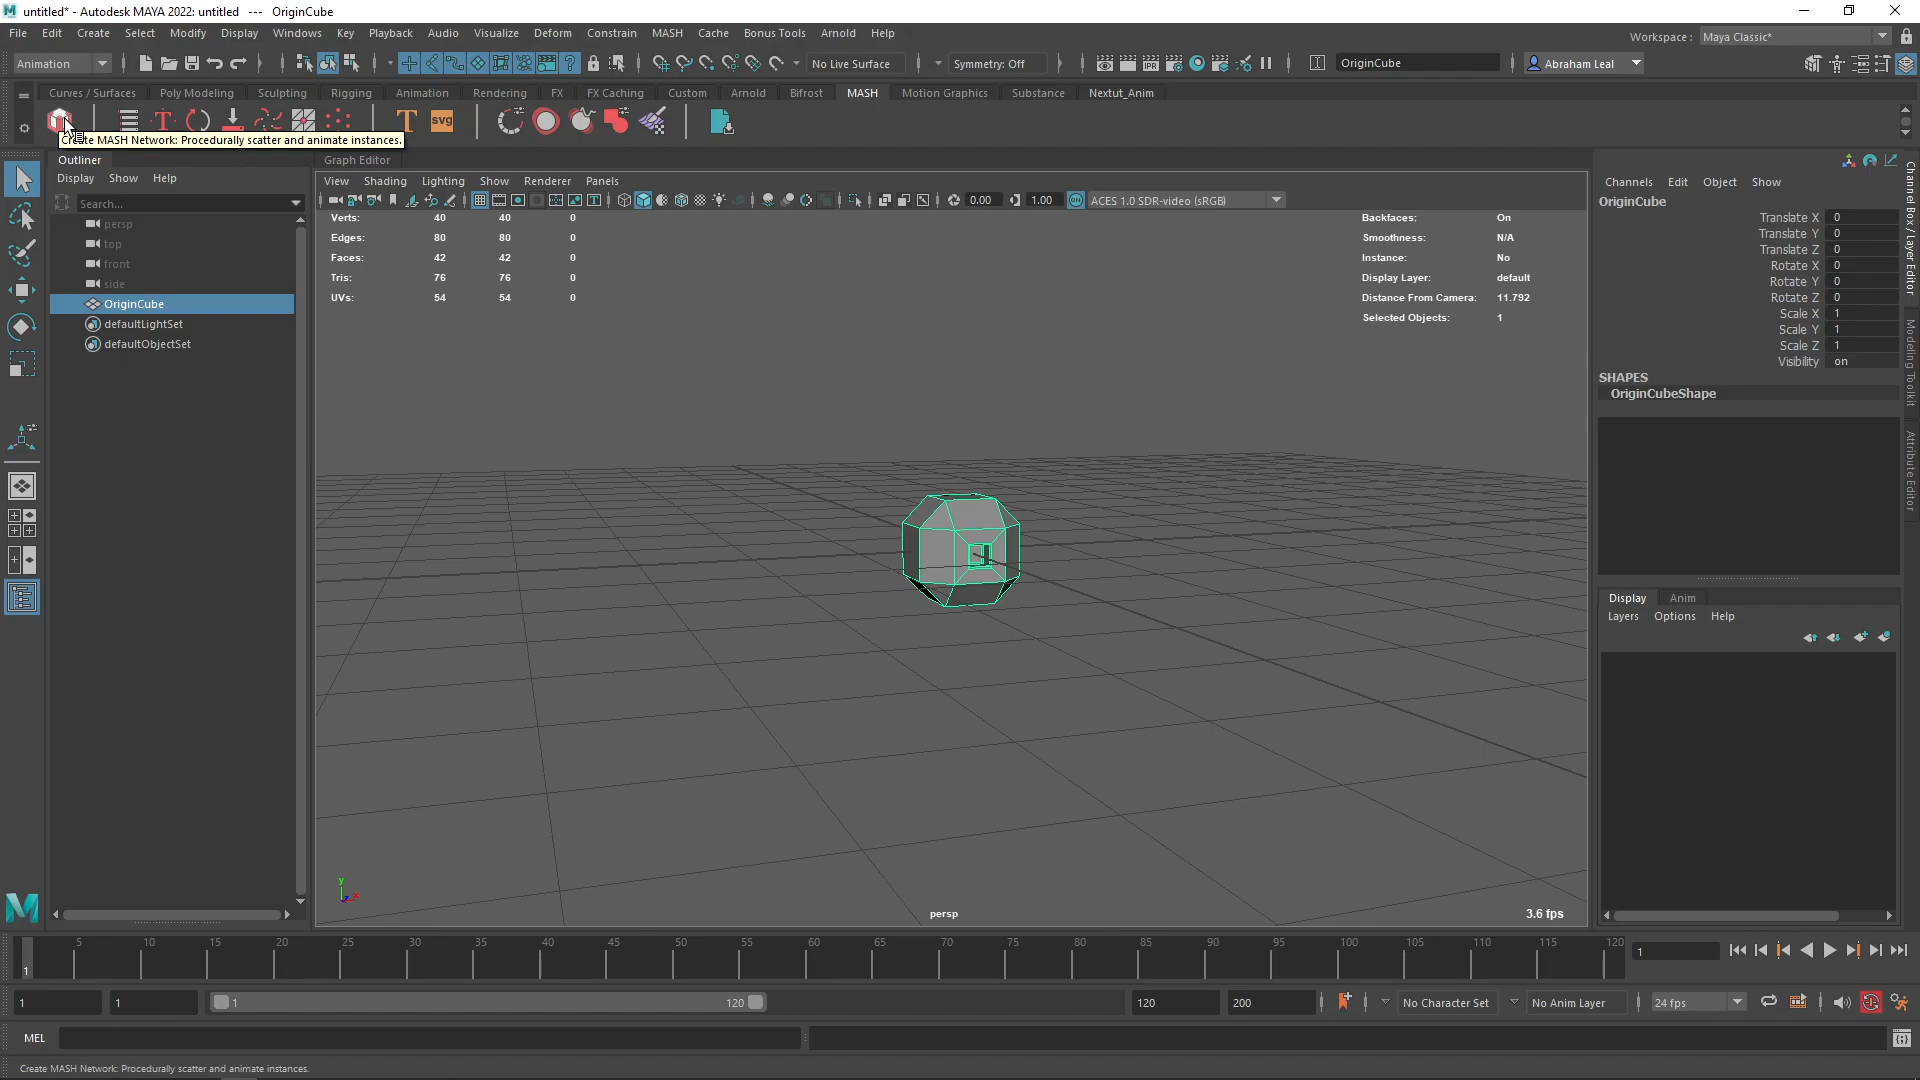 untitled* - Autodesk MAYA 2022: untitled --- OriginCube
File Edit Create Select Modify Display Windows Key Playback Audio Visualize Deform Constrain MASH Cache Bonus Tools Arnold Help
Workspace : Maya Classic*
Animation No Live Surface Symmetry: Off OriginCube Abraham Leal
Curves / Surfaces Poly Modeling Sculpting Rigging Animation Rendering FX FX Caching Custom Arnold Bifrost MASH Motion Graphics Substance Nextut_Anim
T T svg
Create MASH Network: Procedurally scatter and animate instances.
Outliner Graph Editor
Display Show Help
View Shading Lighting Show Renderer Panels
Channels Edit Object Show
Search...
0.00 1.00 ON ACES 1.0 SDR-video (sRGB)
OriginCube
persp
top
front
side
OriginCube
defaultLightSet
defaultObjectSet
Verts: 40 40 0
Edges: 80 80 0
Faces: 42 42 0
Tris: 76 76 0
UVs: 54 54 0
Backfaces: On
Smoothness: N/A
Instance: No
Display Layer: default
Distance From Camera: 11.792
Selected Objects: 1
Translate X 0
Translate Y 0
Translate Z 0
Rotate X 0
Rotate Y 0
Rotate Z 0
Scale X 1
Scale Y 1
Scale Z 1
Visibility on
SHAPES
OriginCubeShape
Channel Box / Layer Editor
Modeling Toolkit
Attribute Editor
Display Anim
Layers Options Help
y
x
persp
3.6 fps
1 5 10 15 20 25 30 35 40 45 50 55 60 65 70 75 80 85 90 95 100 105 110 115 120
1
1 1 1 120 120 200 No Character Set No Anim Layer 24 fps
MEL
Create MASH Network: Procedurally scatter and animate instances.